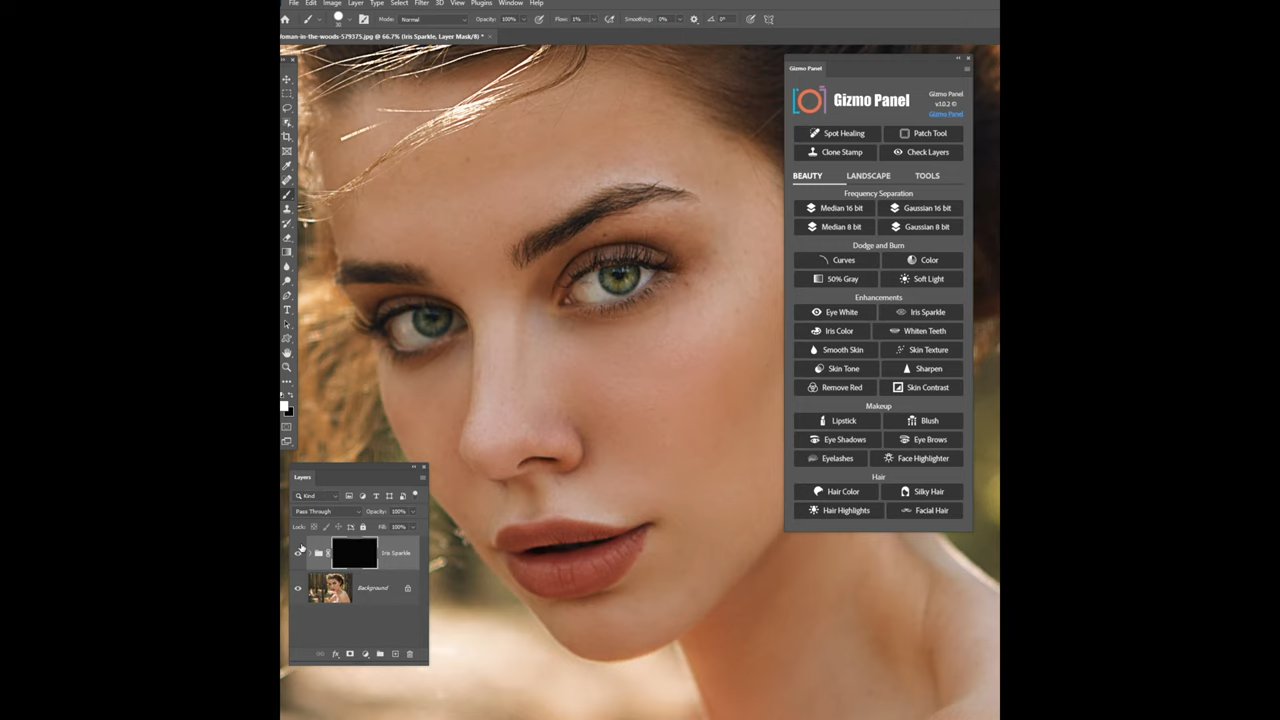 File Edit Image Layer Type Select Filter 3D View Plugins Window Help
Mode: Normal Opacity: 100% Flow: 1% Smoothing: 0% 0°
Woman-in-the-woods-579375.jpg @ 66.7% (Iris Sparkle, Layer Mask/8) *
Gizmo Panel
Gizmo Panel
Gizmo Panel
v.1.0.2 ©
Gizmo Panel
Spot Healing Patch Tool
Clone Stamp Check Layers
BEAUTY LANDSCAPE TOOLS
Frequency Separation
Median 16 bit Gaussian 16 bit
Median 8 bit Gaussian 8 bit
Dodge and Burn
Curves Color
50% Gray Soft Light
Enhancements
Eye White Iris Sparkle
Iris Color Whiten Teeth
Smooth Skin Skin Texture
Skin Tone Sharpen
Remove Red Skin Contrast
Makeup
Lipstick Blush
Eye Shadows Eye Brows
Eyelashes Face Highlighter
Hair
Hair Color Silky Hair
Hair Highlights Facial Hair
Layers
Kind
Pass Through Opacity: 100%
Lock: Fill: 100%
Iris Sparkle
Background